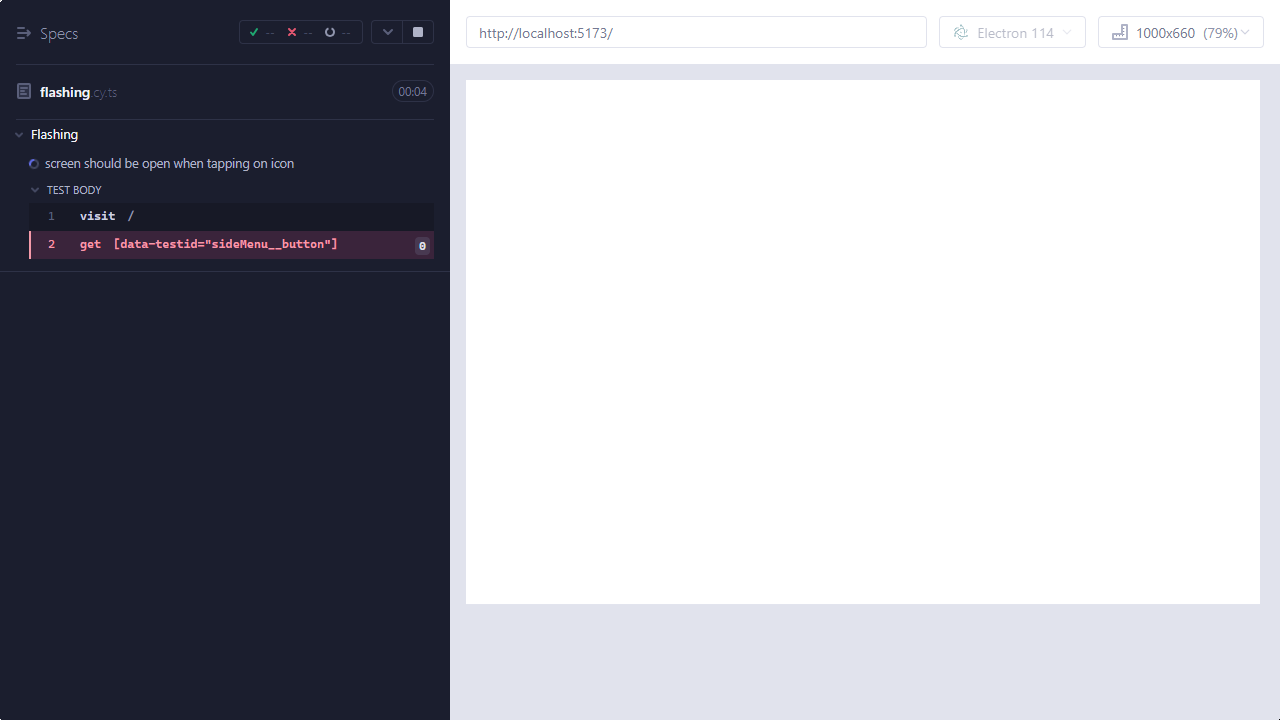 Specs
-- -- --
flashing.cy.ts
00:04
Flashing
screen should be open when tapping on icon
TEST BODY
1 visit /
2 get [data-testid="sideMenu__button"] 0
http://localhost:5173/
Electron 114
1000x660 (79%)